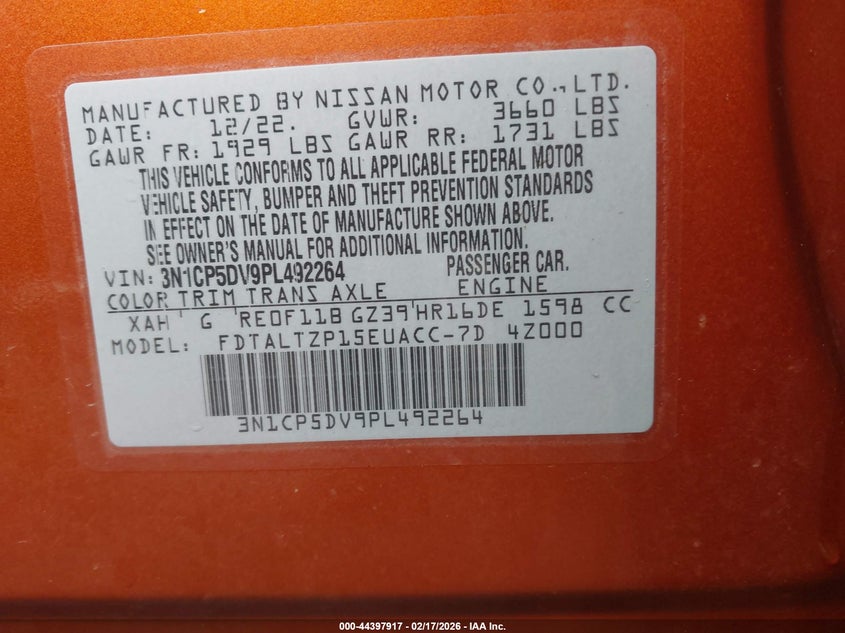 MANUFACTURED BY NISSAN MOTOR CO.,LTD.
DATE: 12/22. GVWR: 3660 LBS
GAWR FR: 1929 LBS GAWR RR: 1731 LBS
THIS VEHICLE CONFORMS TO ALL APPLICABLE FEDERAL MOTOR
VEHICLE SAFETY, BUMPER AND THEFT PREVENTION STANDARDS
IN EFFECT ON THE DATE OF MANUFACTURE SHOWN ABOVE.
SEE OWNER'S MANUAL FOR ADDITIONAL INFORMATION.
VIN: 3N1CP5DV9PL492264 PASSENGER CAR.
COLOR TRIM TRANS AXLE ENGINE
XAH G RE0F11B GZ39 HR16DE 1598 CC
MODEL: FDTALTZP15EUACC-7D 4Z000
3N1CP5DV9PL492264
000-44397917 - 02/17/2026 - IAA Inc.